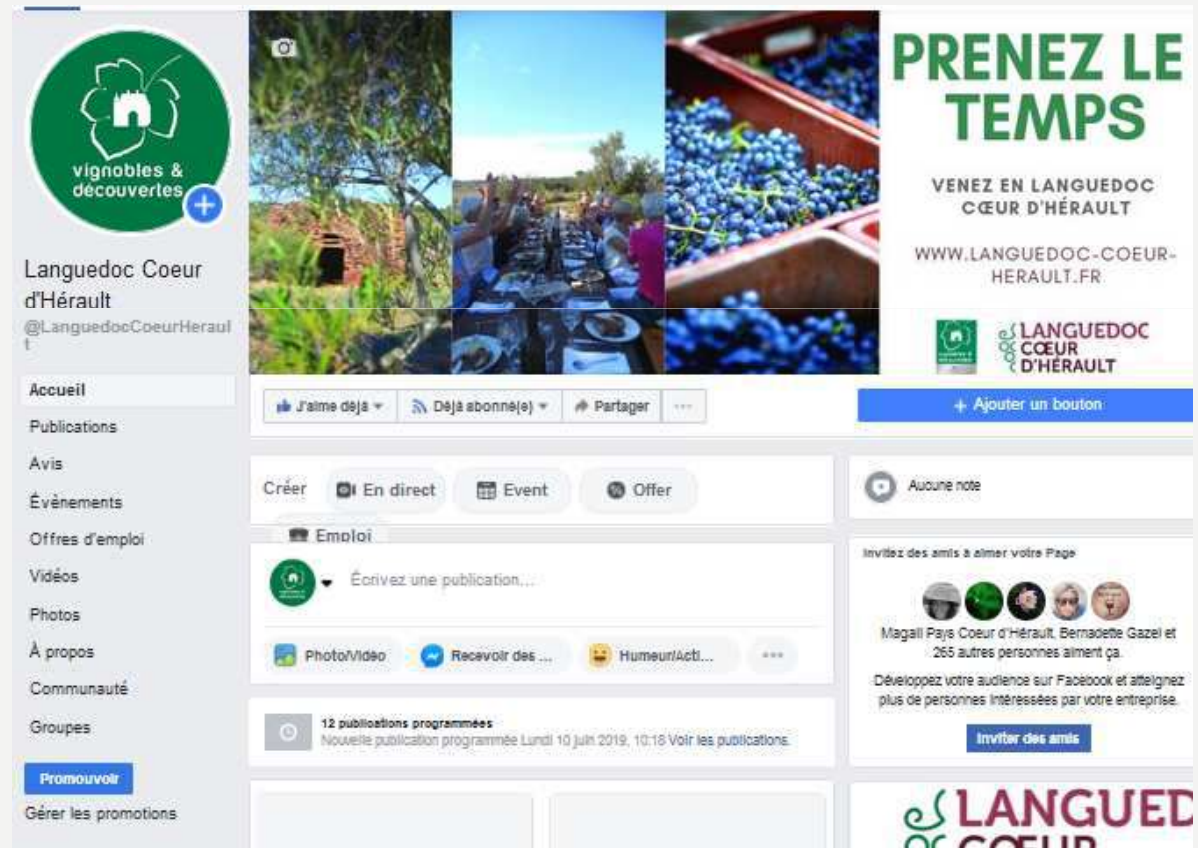 vignobles &
découvertes
Languedoc Coeur
d'Hérault
@LanguedocCoeurHeraul
t
Accueil
Publications
Avis
Évènements
Offres d'emploi
Vidéos
Photos
À propos
Communauté
Groupes
Promouvoir
Gérer les promotions
PRENEZ LE
TEMPS
VENEZ EN LANGUEDOC
CŒUR D'HÉRAULT
WWW.LANGUEDOC-COEUR-
HERAULT.FR
LANGUEDOC
CŒUR
D'HÉRAULT
J'aime déjà
Déjà abonné(e)
Partager
+ Ajouter un bouton
Créer
En direct
Event
Offer
Emploi
Écrivez une publication...
Photo/Vidéo
Recevoir des ...
Humeur/Acti...
12 publications programmées
Nouvelle publication programmée Lundi 10 juin 2019, 10:18 Voir les publications.
Aucune note
Invitez des amis à aimer votre Page
Magali Pays Coeur d'Hérault, Bernadette Gazel et
265 autres personnes aiment ça.
Développez votre audience sur Facebook et atteignez
plus de personnes intéressées par votre entreprise.
Inviter des amis
LANGUED
CŒUR